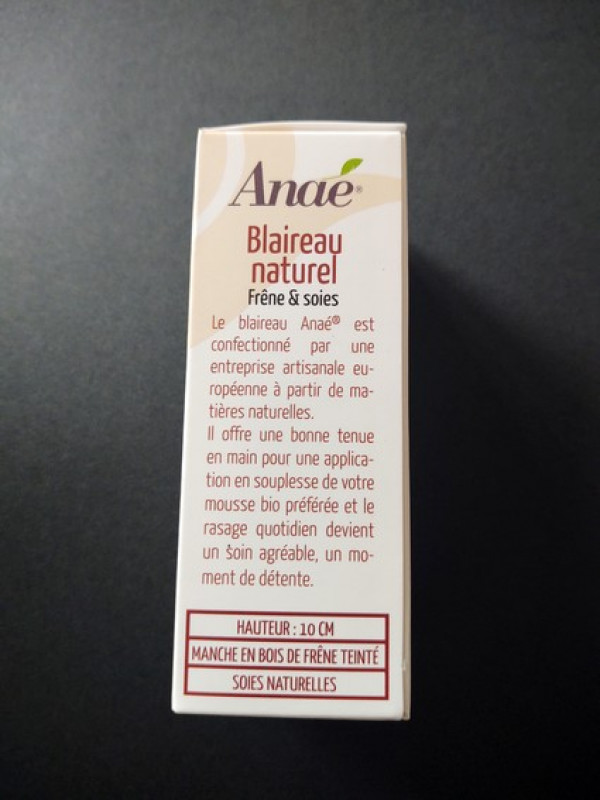 Anaé®
Blaireau
naturel
Frêne & soies
Le blaireau Anaé® est
confectionné par une
entreprise artisanale eu-
ropéenne à partir de ma-
tières naturelles.
Il offre une bonne tenue
en main pour une applica-
tion en souplesse de votre
mousse bio préférée et le
rasage quotidien devient
un soin agréable, un mo-
ment de détente.
HAUTEUR : 10 CM
MANCHE EN BOIS DE FRÊNE TEINTÉ
SOIES NATURELLES